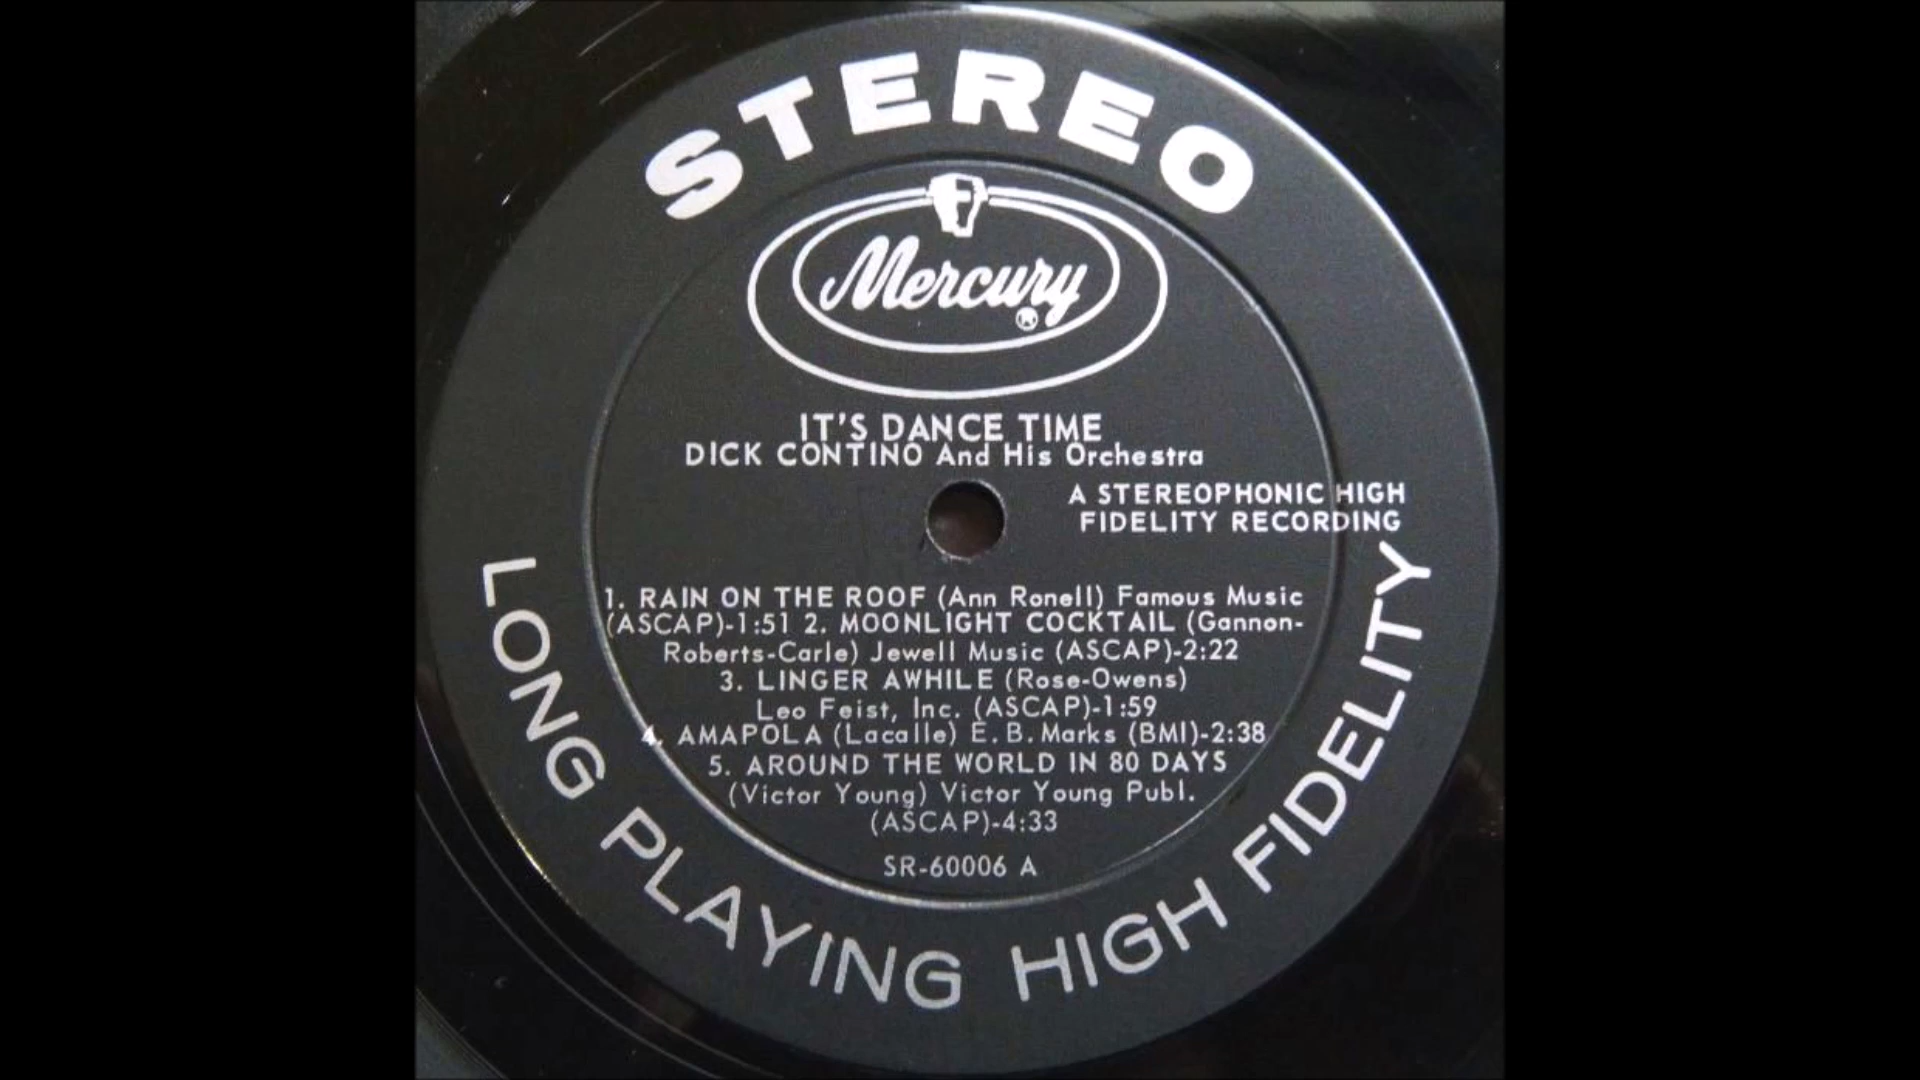 STEREO
Mercury
®
IT'S DANCE TIME
DICK CONTINO And His Orchestra
A STEREOPHONIC HIGH
FIDELITY RECORDING
1. RAIN ON THE ROOF (Ann Ronell) Famous Music
(ASCAP)-1:51 2. MOONLIGHT COCKTAIL (Gannon-
Roberts-Carle) Jewell Music (ASCAP)-2:22
3. LINGER AWHILE (Rose-Owens)
Leo Feist, Inc. (ASCAP)-1:59
4. AMAPOLA (Lacalle) E.B. Marks (BMI)-2:38
5. AROUND THE WORLD IN 80 DAYS
(Victor Young) Victor Young Publ.
(ASCAP)-4:33
SR-60006 A
LONG PLAYING HIGH FIDELITY